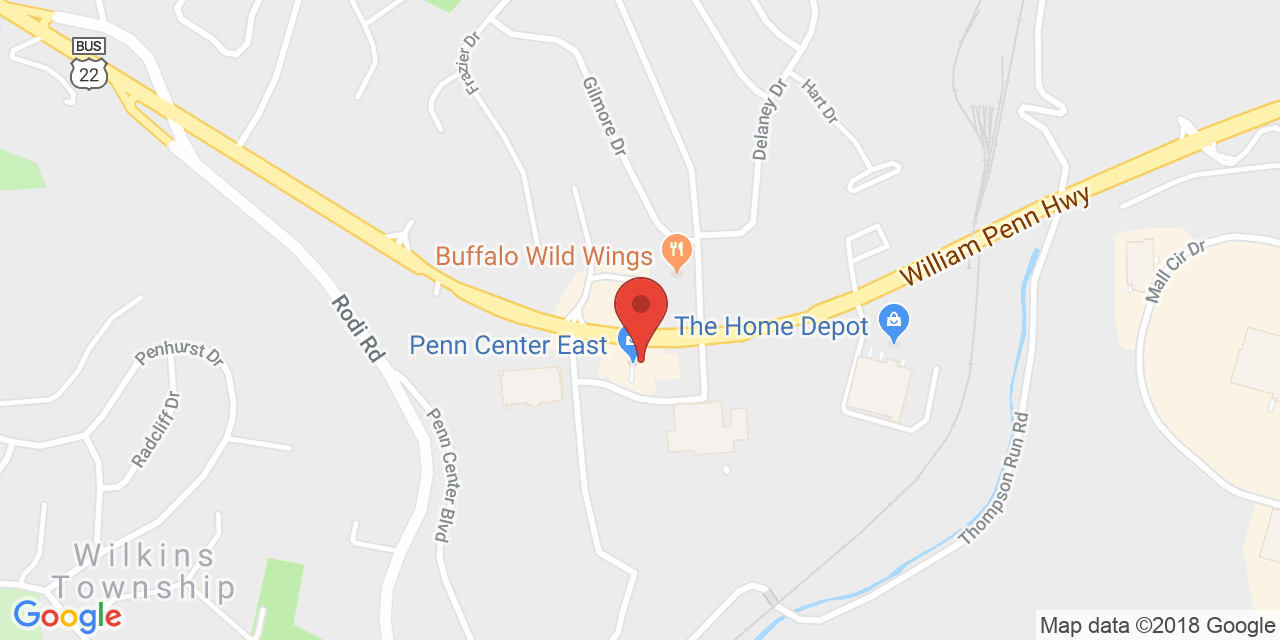 BUS
22
Frazier Dr
Gilmore Dr
Delaney Dr
Hart Dr
William Penn Hwy
Mall Cir Dr
Buffalo Wild Wings
The Home Depot
Penn Center East
Rodi Rd
Penhurst Dr
Radcliff Dr
Penn Center Blvd
Thompson Run Rd
Wilkins
Township
Google
Map data ©2018 Google